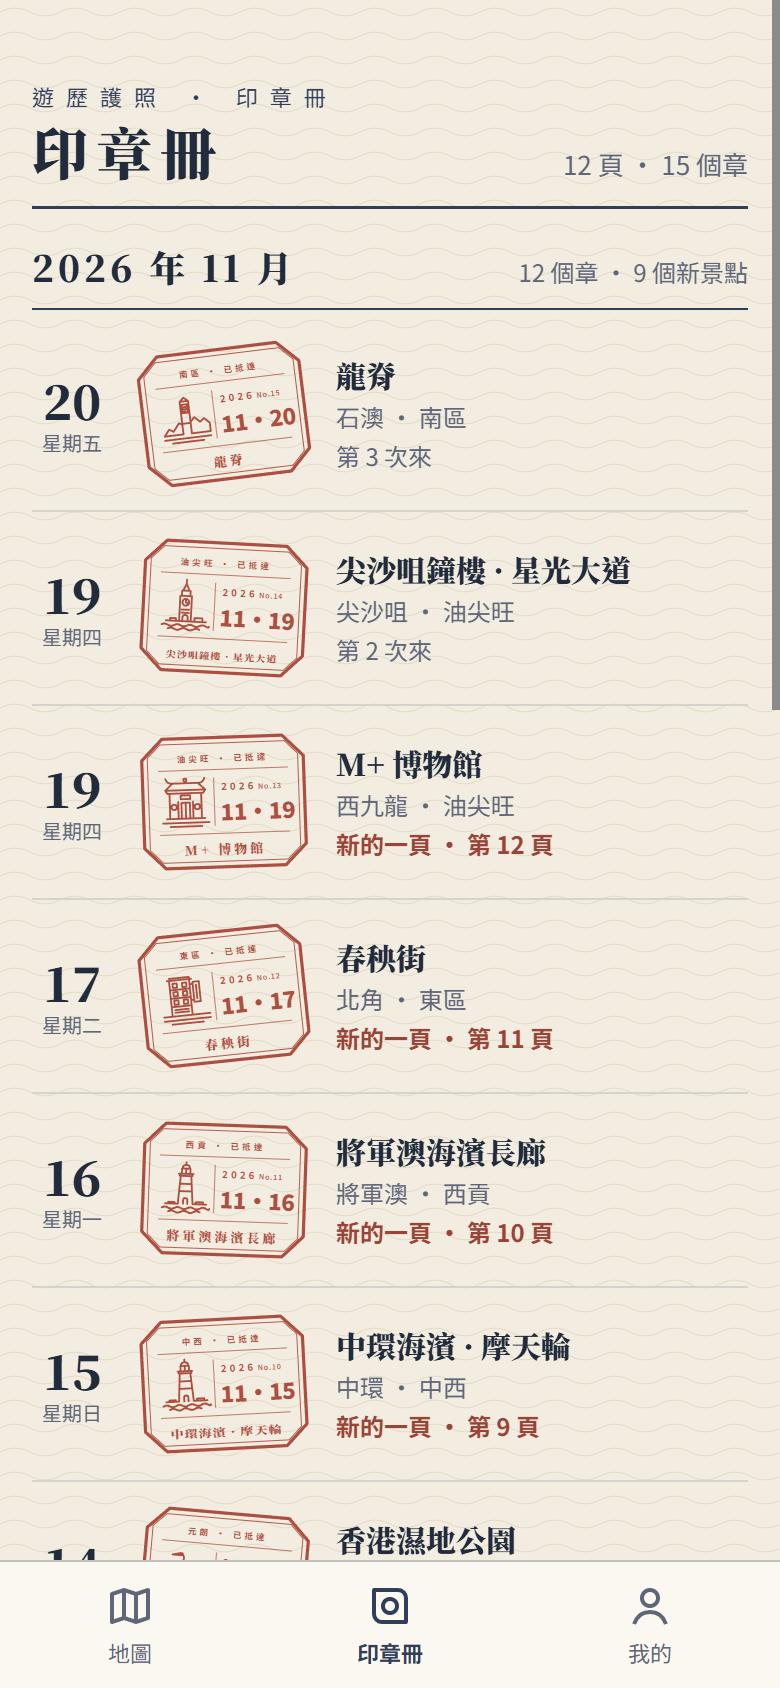 遊歷護照 ・ 印章冊
印章冊
12 頁 ・ 15 個章
2026 年 11 月
12 個章 ・ 9 個新景點
20
星期五
南區 ・ 已抵達
2026 No.15
11・20
龍脊
龍脊
石澳 ・ 南區
第 3 次來
19
星期四
油尖旺 ・ 已抵達
2026 No.14
11・19
尖沙咀鐘樓 · 星光大道
尖沙咀鐘樓 · 星光大道
尖沙咀 ・ 油尖旺
第 2 次來
19
星期四
油尖旺 ・ 已抵達
2026 No.13
11・19
M+ 博物館
M+ 博物館
西九龍 ・ 油尖旺
新的一頁 ・ 第 12 頁
17
星期二
東區 ・ 已抵達
2026 No.12
11・17
春秧街
春秧街
北角 ・ 東區
新的一頁 ・ 第 11 頁
16
星期一
西貢 ・ 已抵達
2026 No.11
11・16
將軍澳海濱長廊
將軍澳海濱長廊
將軍澳 ・ 西貢
新的一頁 ・ 第 10 頁
15
星期日
中西 ・ 已抵達
2026 No.10
11・15
中環海濱 · 摩天輪
中環海濱 · 摩天輪
中環 ・ 中西
新的一頁 ・ 第 9 頁
14
元朗 ・ 已抵達
香港濕地公園
地圖
印章冊
我的